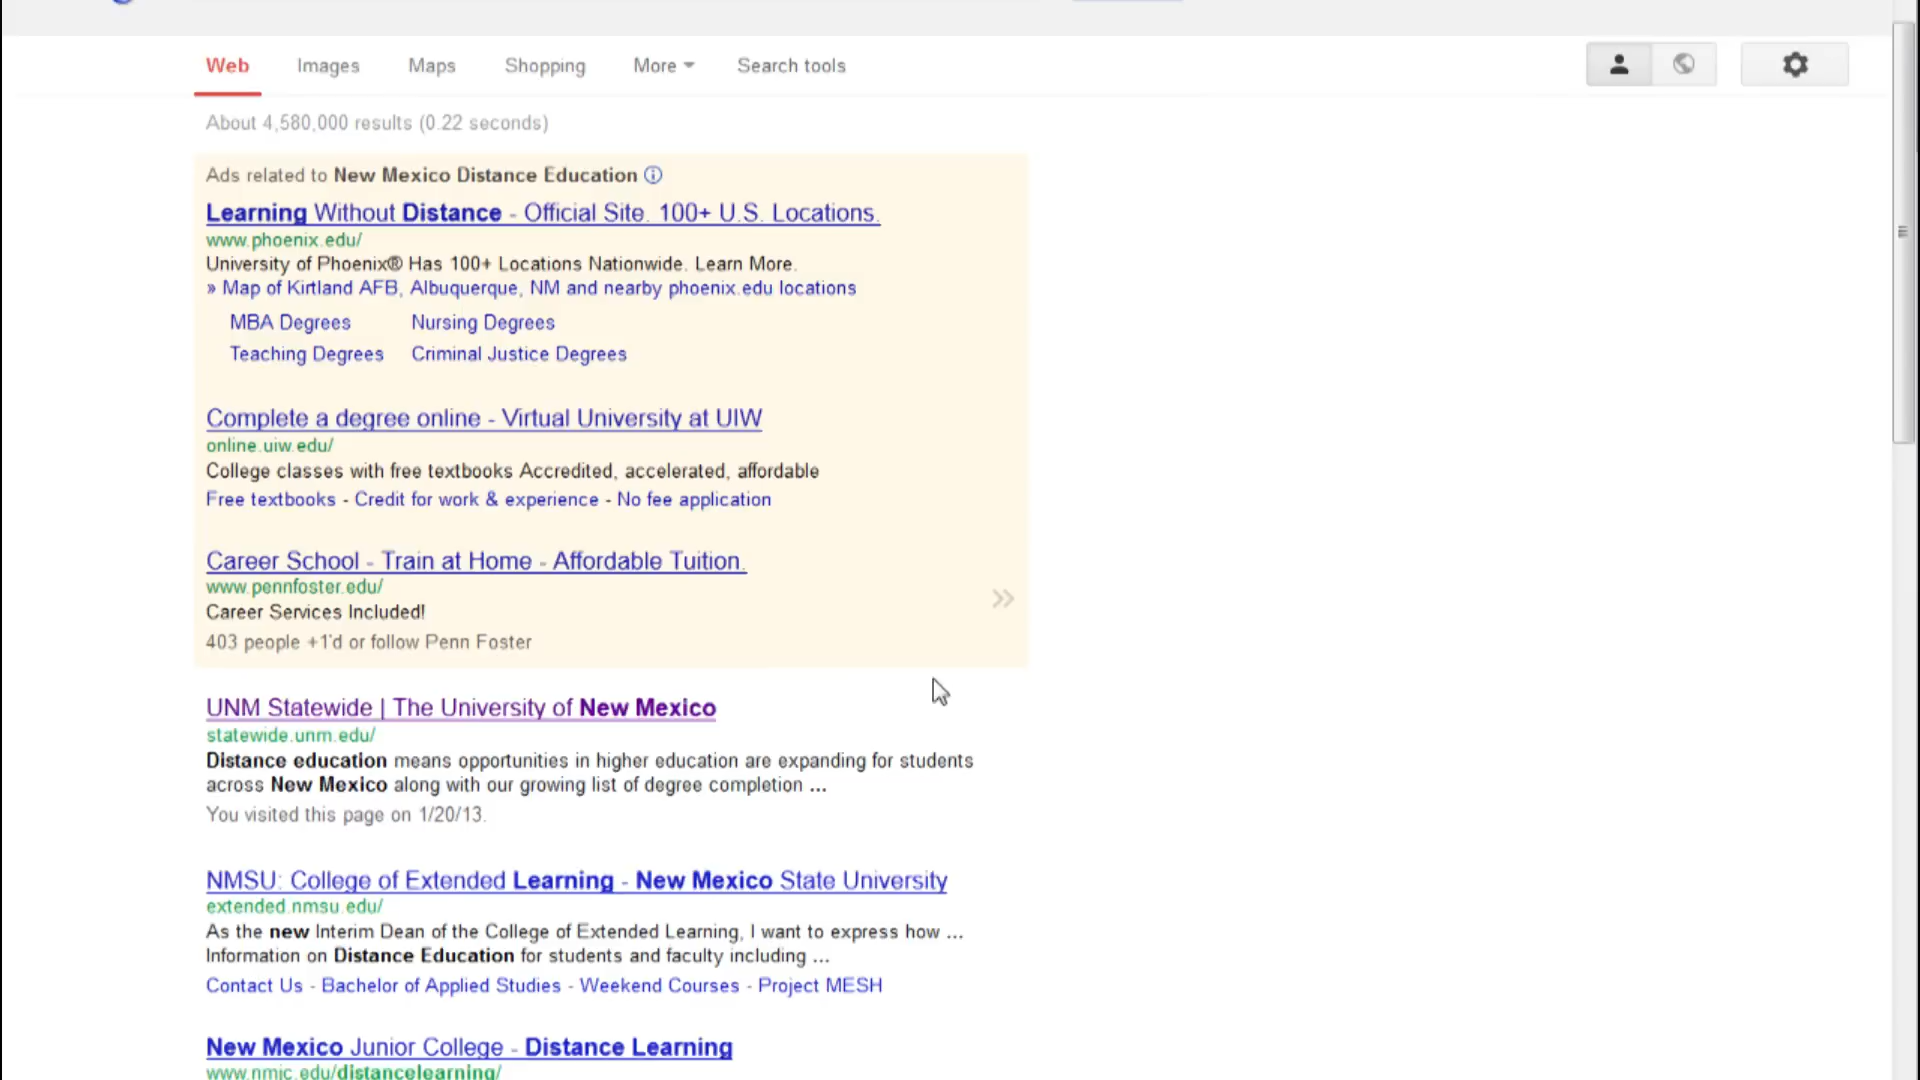 Web Images Maps Shopping More Search tools
About 4,580,000 results (0.22 seconds)
Ads related to New Mexico Distance Education
Learning Without Distance - Official Site. 100+ U.S. Locations.
www.phoenix.edu/
University of Phoenix® Has 100+ Locations Nationwide. Learn More.
» Map of Kirtland AFB, Albuquerque, NM and nearby phoenix.edu locations
MBA Degrees Nursing Degrees
Teaching Degrees Criminal Justice Degrees
Complete a degree online - Virtual University at UIW
online.uiw.edu/
College classes with free textbooks Accredited, accelerated, affordable
Free textbooks - Credit for work & experience - No fee application
Career School - Train at Home - Affordable Tuition.
www.pennfoster.edu/
Career Services Included!
403 people +1'd or follow Penn Foster
UNM Statewide | The University of New Mexico
statewide.unm.edu/
Distance education means opportunities in higher education are expanding for students
across New Mexico along with our growing list of degree completion ...
You visited this page on 1/20/13.
NMSU: College of Extended Learning - New Mexico State University
extended.nmsu.edu/
As the new Interim Dean of the College of Extended Learning, I want to express how ...
Information on Distance Education for students and faculty including ...
Contact Us - Bachelor of Applied Studies - Weekend Courses - Project MESH
New Mexico Junior College - Distance Learning
www.nmjc.edu/distancelearning/